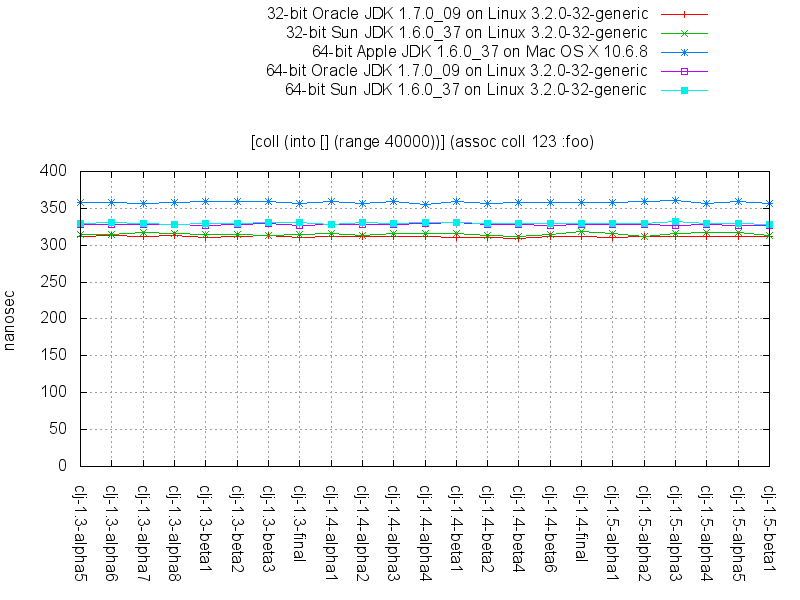 32-bit Oracle JDK 1.7.0_09 on Linux 3.2.0-32-generic
32-bit Sun JDK 1.6.0_37 on Linux 3.2.0-32-generic
64-bit Apple JDK 1.6.0_37 on Mac OS X 10.6.8
64-bit Oracle JDK 1.7.0_09 on Linux 3.2.0-32-generic
64-bit Sun JDK 1.6.0_37 on Linux 3.2.0-32-generic
[coll (into [] (range 40000))] (assoc coll 123 :foo)
400
350
300
250
200
150
100
50
0
nanosec
clj-1.3-alpha5
clj-1.3-alpha6
clj-1.3-alpha7
clj-1.3-alpha8
clj-1.3-beta1
clj-1.3-beta2
clj-1.3-beta3
clj-1.3-final
clj-1.4-alpha1
clj-1.4-alpha2
clj-1.4-alpha3
clj-1.4-alpha4
clj-1.4-beta1
clj-1.4-beta2
clj-1.4-beta4
clj-1.4-beta6
clj-1.4-final
clj-1.5-alpha1
clj-1.5-alpha2
clj-1.5-alpha3
clj-1.5-alpha4
clj-1.5-alpha5
clj-1.5-beta1